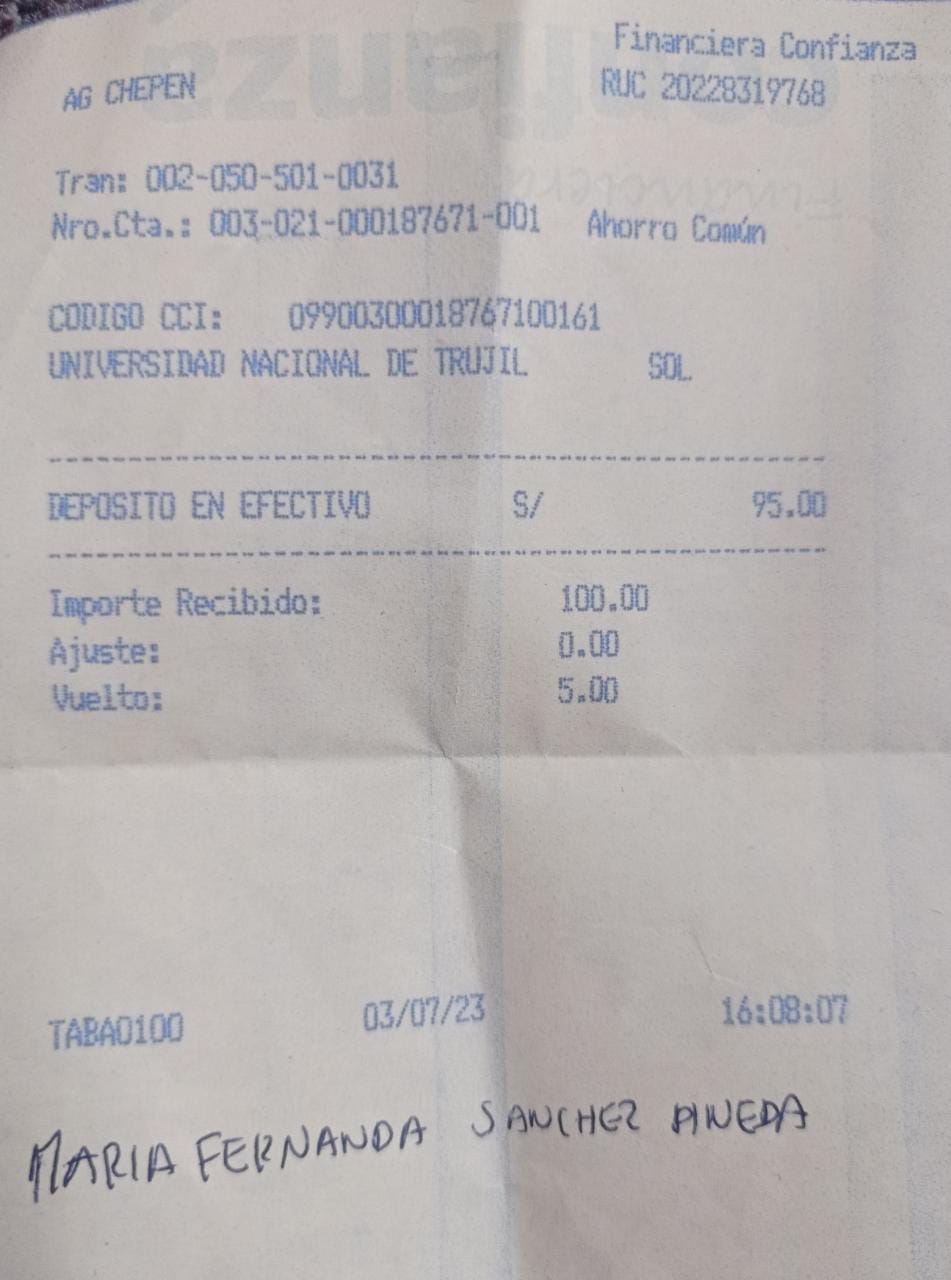 Financiera Confianza
AG CHEPEN RUC 20228319768
Tran: 002-050-501-0031
Nro.Cta.: 003-021-000187671-001 Ahorro Común
CODIGO CCI: 09900300018767100161
UNIVERSIDAD NACIONAL DE TRUJIL SOL
DEPOSITO EN EFECTIVO S/ 95.00
Importe Recibido: 100.00
Ajuste: 0.00
Vuelto: 5.00
TABA0100 03/07/23 16:08:07
MARIA FERNANDA SANCHEZ PINEDA